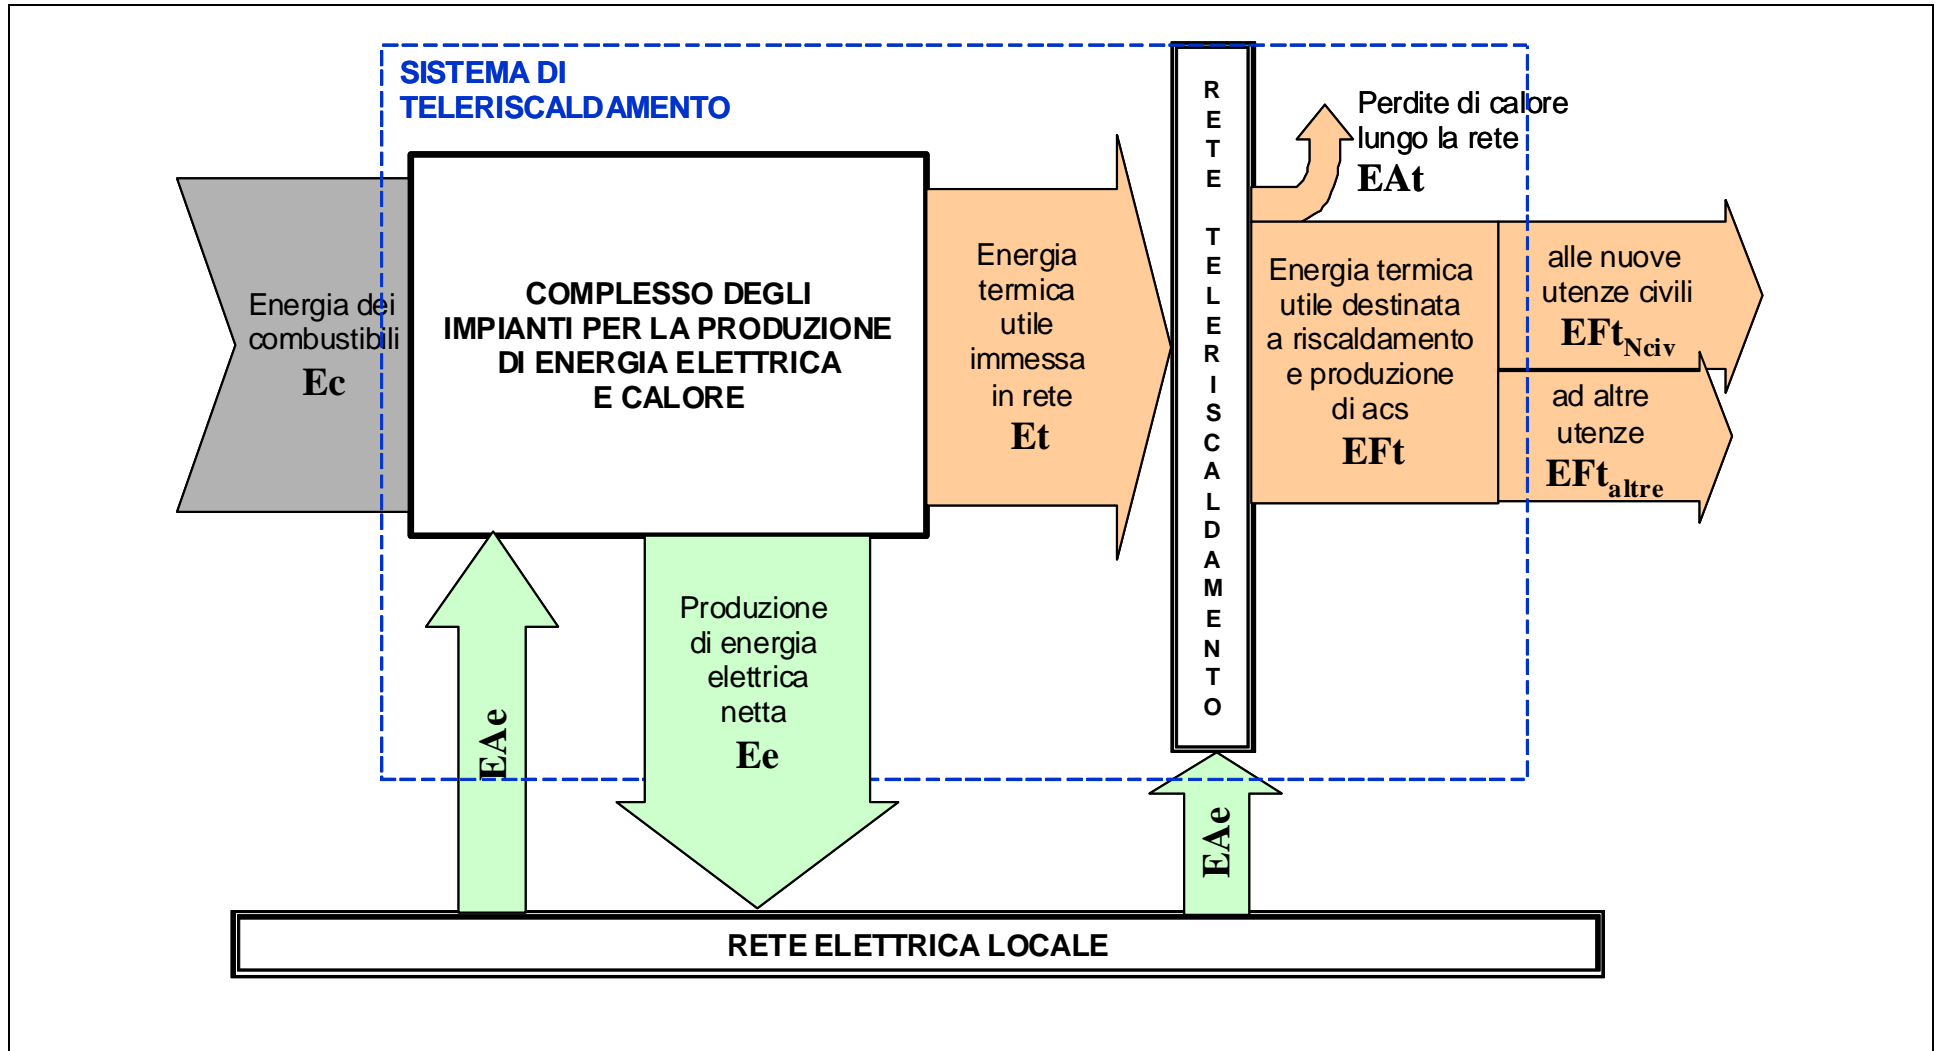 SISTEMA DI
TELERISCALDAMENTO
Energia dei
combustibili
Ec
COMPLESSO DEGLI
IMPIANTI PER LA PRODUZIONE
DI ENERGIA ELETTRICA
E CALORE
Energia
termica
utile
immessa
in rete
Et
RETE TELERISCALDAMENTO
Perdite di calore
lungo la rete
EAt
Energia termica
utile destinata
a riscaldamento
e produzione
di acs
EFt
alle nuove
utenze civili
EFtNciv
ad altre
utenze
EFtaltre
EAe
Produzione
di energia
elettrica
netta
Ee
EAe
RETE ELETTRICA LOCALE